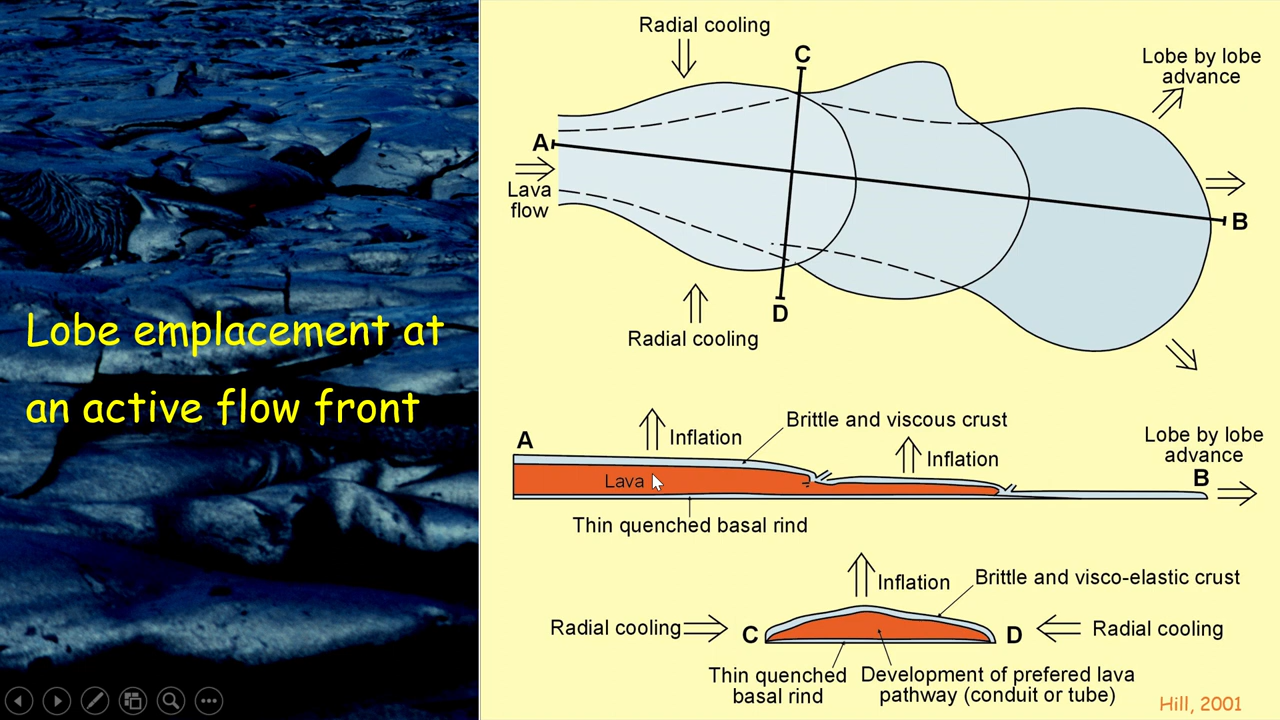 Lobe emplacement at
an active flow front
Radial cooling
C
Lobe by lobe
advance
A
Lava
flow
B
D
Radial cooling
Brittle and viscous crust
A
Inflation
Inflation
Lobe by lobe
advance
B
Lava
Thin quenched basal rind
Inflation
Brittle and visco-elastic crust
Radial cooling
C
D
Radial cooling
Thin quenched
basal rind
Development of prefered lava
pathway (conduit or tube)
Hill, 2001